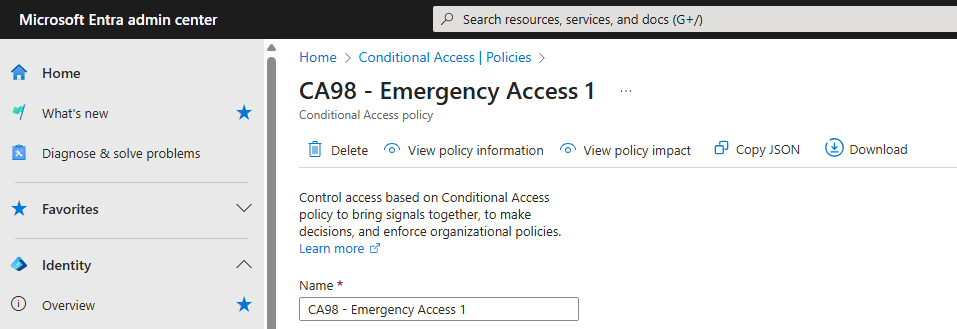 Microsoft Entra admin center
Search resources, services, and docs (G+/)
Home
What's new
Diagnose & solve problems
Favorites
Identity
Overview
Home > Conditional Access | Policies >
CA98 - Emergency Access 1 ...
Conditional Access policy
Delete View policy information View policy impact Copy JSON Download
Control access based on Conditional Access
policy to bring signals together, to make
decisions, and enforce organizational policies.
Learn more
Name *
CA98 - Emergency Access 1